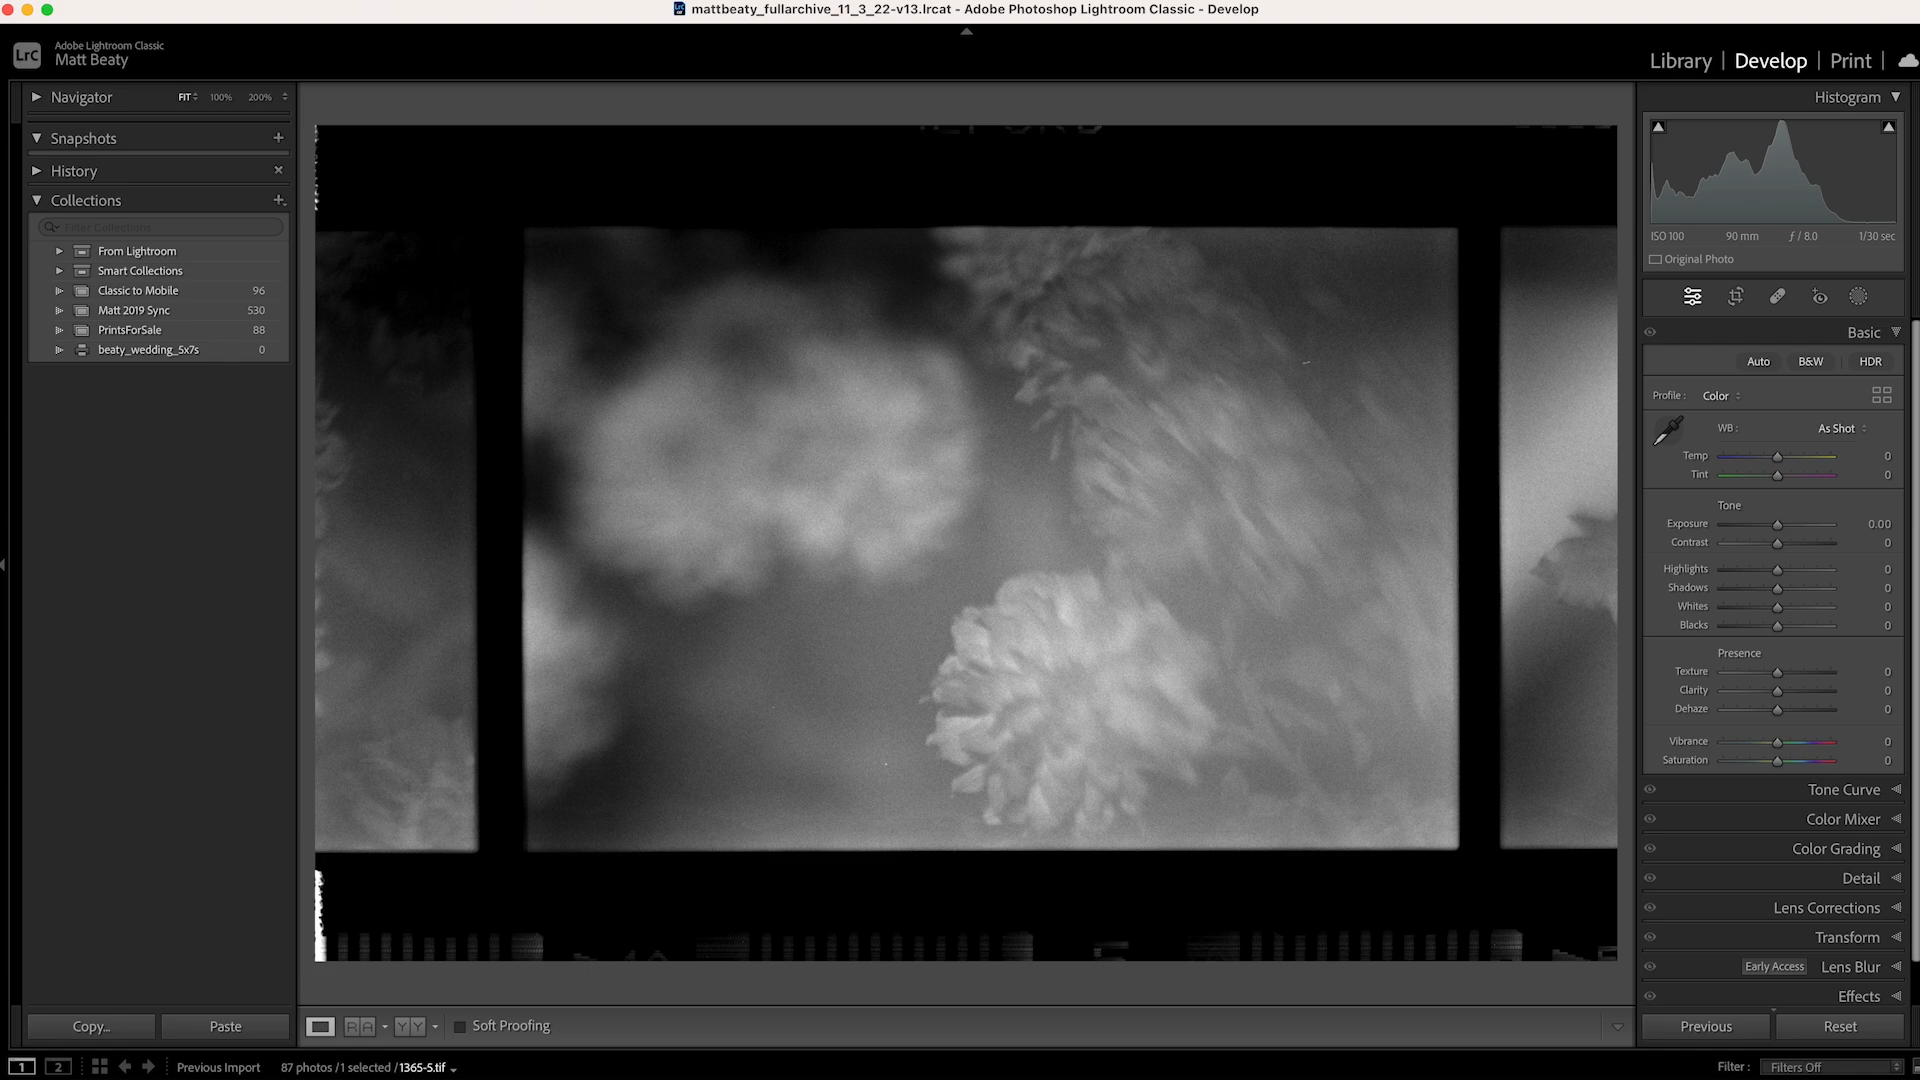 mattbeaty_fullarchive_11_3_22-v13.lrcat - Adobe Photoshop Lightroom Classic - Develop
LrC
Adobe Lightroom Classic
Matt Beaty
Library | Develop | Print |
Navigator FIT 100% 200%
Snapshots
History
Collections
Filter Collections
From Lightroom
Smart Collections
Classic to Mobile 96
Matt 2019 Sync 530
PrintsForSale 88
beaty_wedding_5x7s 0
Copy... Paste
Histogram
ISO 100 90 mm ƒ / 8.0 1/30 sec
Original Photo
Basic
Auto B&W HDR
Profile : Color
WB : As Shot
Temp 0
Tint 0
Tone
Exposure 0.00
Contrast 0
Highlights 0
Shadows 0
Whites 0
Blacks 0
Presence
Texture 0
Clarity 0
Dehaze 0
Vibrance 0
Saturation 0
Tone Curve
Color Mixer
Color Grading
Detail
Lens Corrections
Transform
Early Access Lens Blur
Effects
Previous Reset
R A Y Y Soft Proofing
1 2 Previous Import 87 photos / 1 selected / 1365-5.tif
Filter : Filters Off